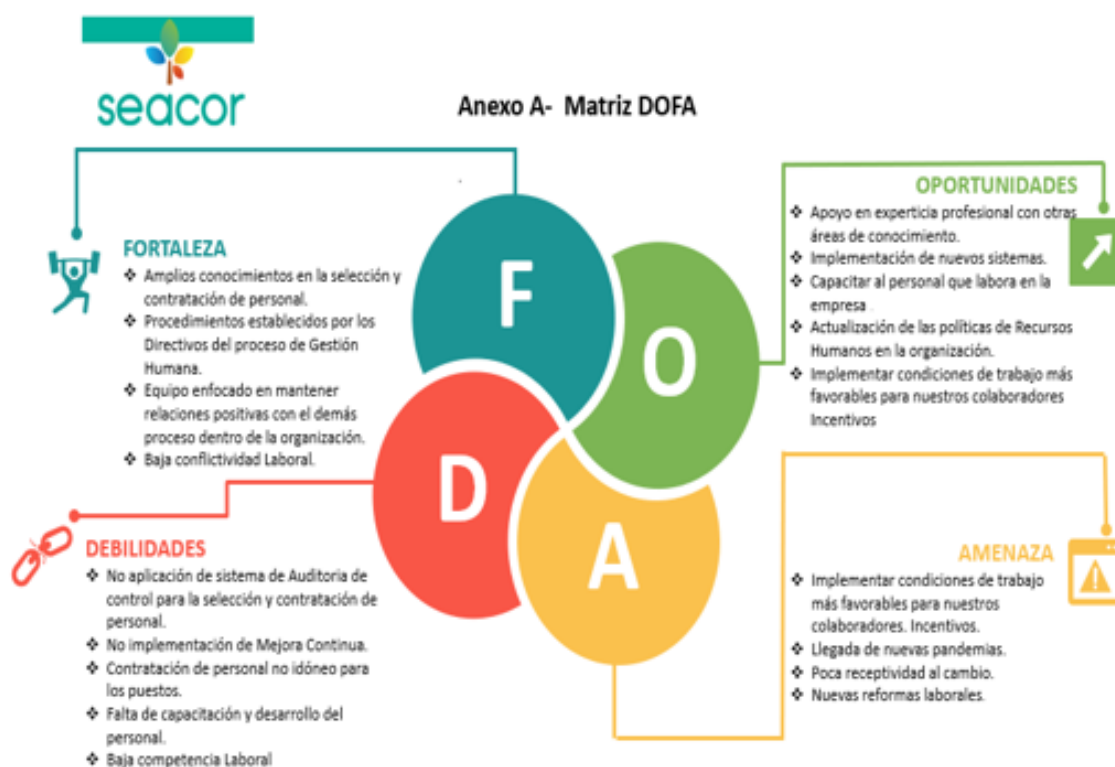 seacor
Anexo A- Matriz DOFA
FORTALEZA
❖ Amplios conocimientos en la selección y
contratación de personal.
❖ Procedimientos establecidos por los
Directivos del proceso de Gestión
Humana.
❖ Equipo enfocado en mantener
relaciones positivas con el demás
proceso dentro de la organización.
❖ Baja conflictividad Laboral.
F
O
D
A
OPORTUNIDADES
❖ Apoyo en experticia profesional con otras
áreas de conocimiento.
❖ Implementación de nuevos sistemas.
❖ Capacitar al personal que labora en la
empresa .
❖ Actualización de las políticas de Recursos
Humanos en la organización.
❖ Implementar condiciones de trabajo más
favorables para nuestros colaboradores
Incentivos
DEBILIDADES
❖ No aplicación de sistema de Auditoria de
control para la selección y contratación de
personal.
❖ No implementación de Mejora Continua.
❖ Contratación de personal no idóneo para
los puestos.
❖ Falta de capacitación y desarrollo del
personal.
❖ Baja competencia Laboral
AMENAZA
❖ Implementar condiciones de trabajo
más favorables para nuestros
colaboradores. Incentivos.
❖ Llegada de nuevas pandemias.
❖ Poca receptividad al cambio.
❖ Nuevas reformas laborales.